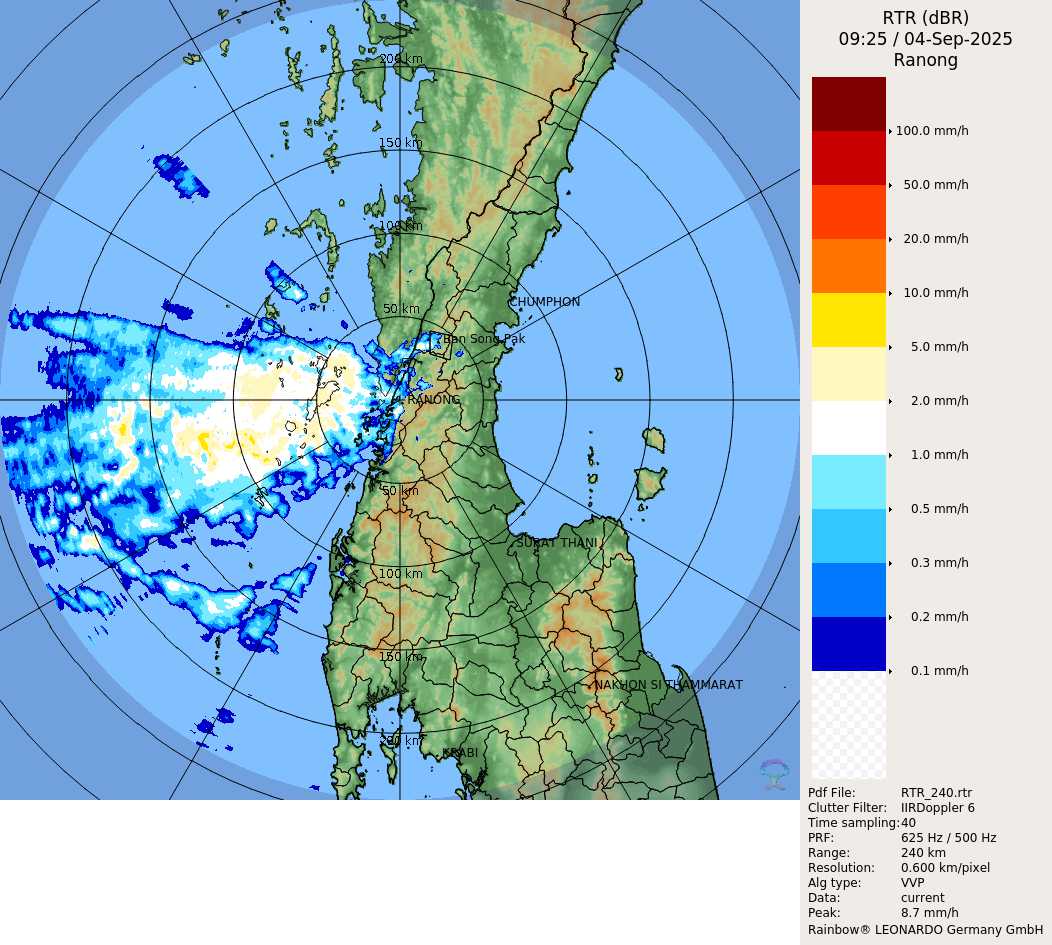 RTR (dBR)
09:25 / 04-Sep-2025
Ranong
100.0 mm/h
50.0 mm/h
20.0 mm/h
10.0 mm/h
5.0 mm/h
2.0 mm/h
1.0 mm/h
0.5 mm/h
0.3 mm/h
0.2 mm/h
0.1 mm/h
Pdf File: RTR_240.rtr
Clutter Filter: IIRDoppler 6
Time sampling: 40
PRF: 625 Hz / 500 Hz
Range: 240 km
Resolution: 0.600 km/pixel
Alg type: VVP
Data: current
Peak: 8.7 mm/h
Rainbow® LEONARDO Germany GmbH
200 km
150 km
100 km
50 km
CHUMPHON
Ban Song Pak
RANONG
50 km
SURAT THANI
100 km
150 km
NAKHON SI THAMMARAT
200 km
KRABI